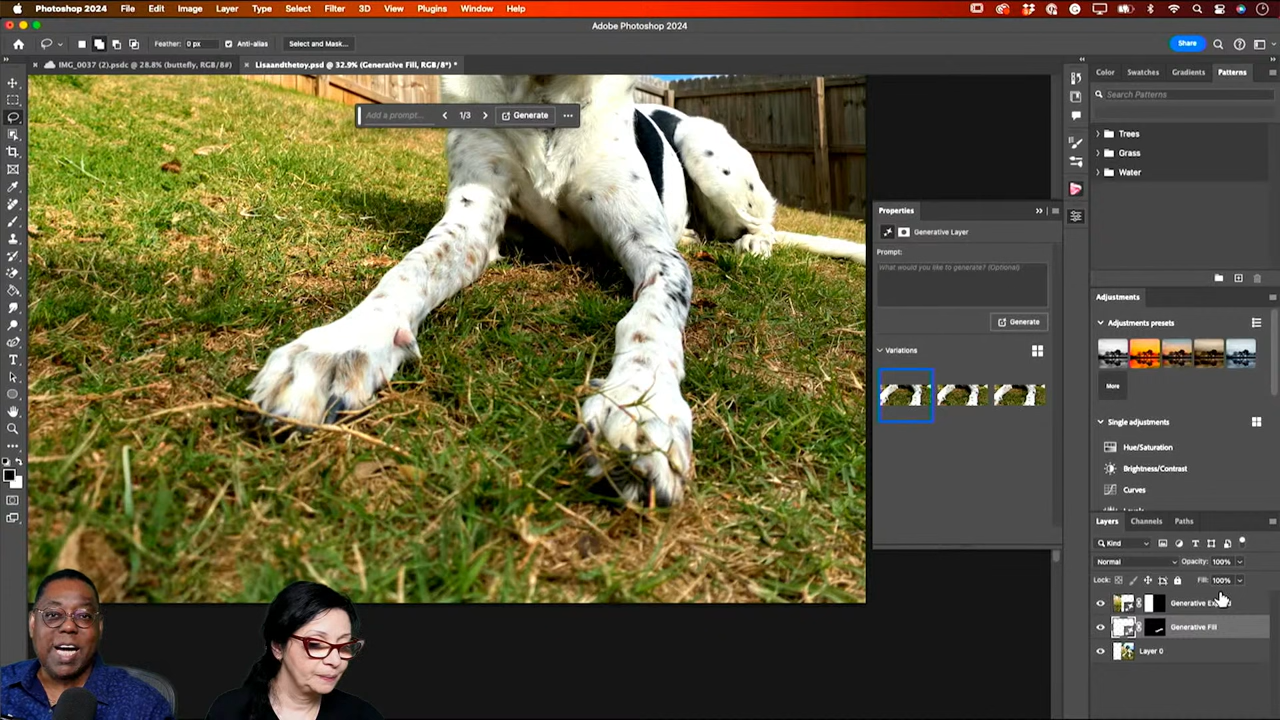 Photoshop 2024 File Edit Image Layer Type Select Filter 3D View Plugins Window Help
Adobe Photoshop 2024
Feather: 0 px Anti-alias Select and Mask... Share
IMG_0037 (2).psdc @ 28.8% (buttefly, RGB/8#) Lisaandthetoy.psd @ 32.9% (Generative Fill, RGB/8*) *
Color Swatches Gradients Patterns
Search Patterns
Add a prompt... 1/3 Generate
Trees
Grass
Water
Properties
Generative Layer
Prompt:
What would you like to generate? (Optional)
Generate
Variations
Adjustments
Adjustments presets
More
Single adjustments
Hue/Saturation
Brightness/Contrast
Curves
Layers Channels Paths
Kind
Normal Opacity: 100%
Lock: Fill: 100%
Generative
Generative Fill
Layer 0